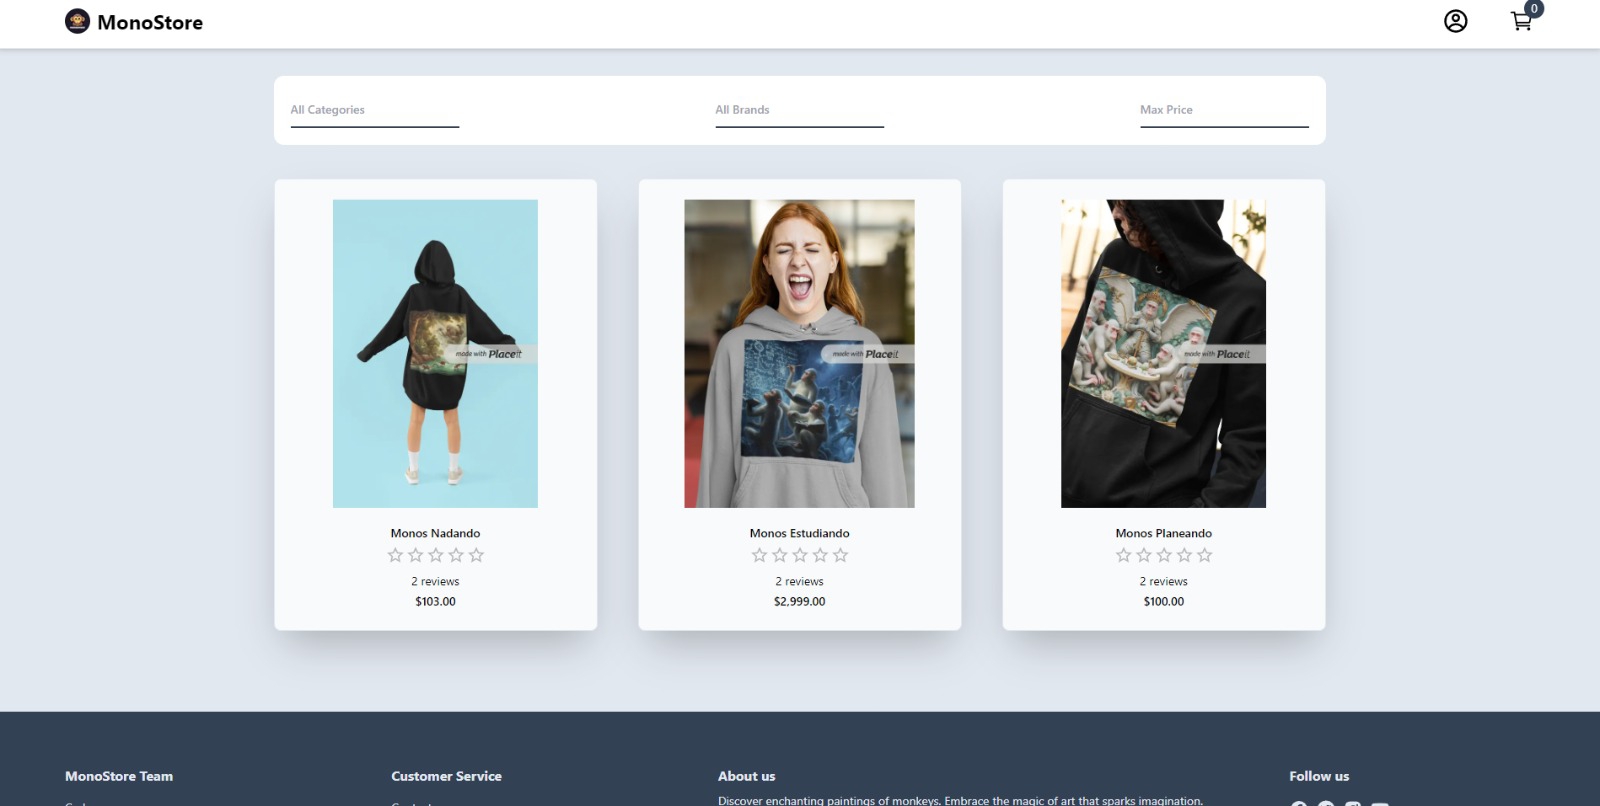 MonoStore
0
All Categories
All Brands
Max Price
made with Placeit
made with Placeit
made with Placeit
Monos Nadando
2 reviews
$103.00
Monos Estudiando
2 reviews
$2,999.00
Monos Planeando
2 reviews
$100.00
MonoStore Team
Customer Service
About us
Discover enchanting paintings of monkeys. Embrace the magic of art that sparks imagination.
Follow us